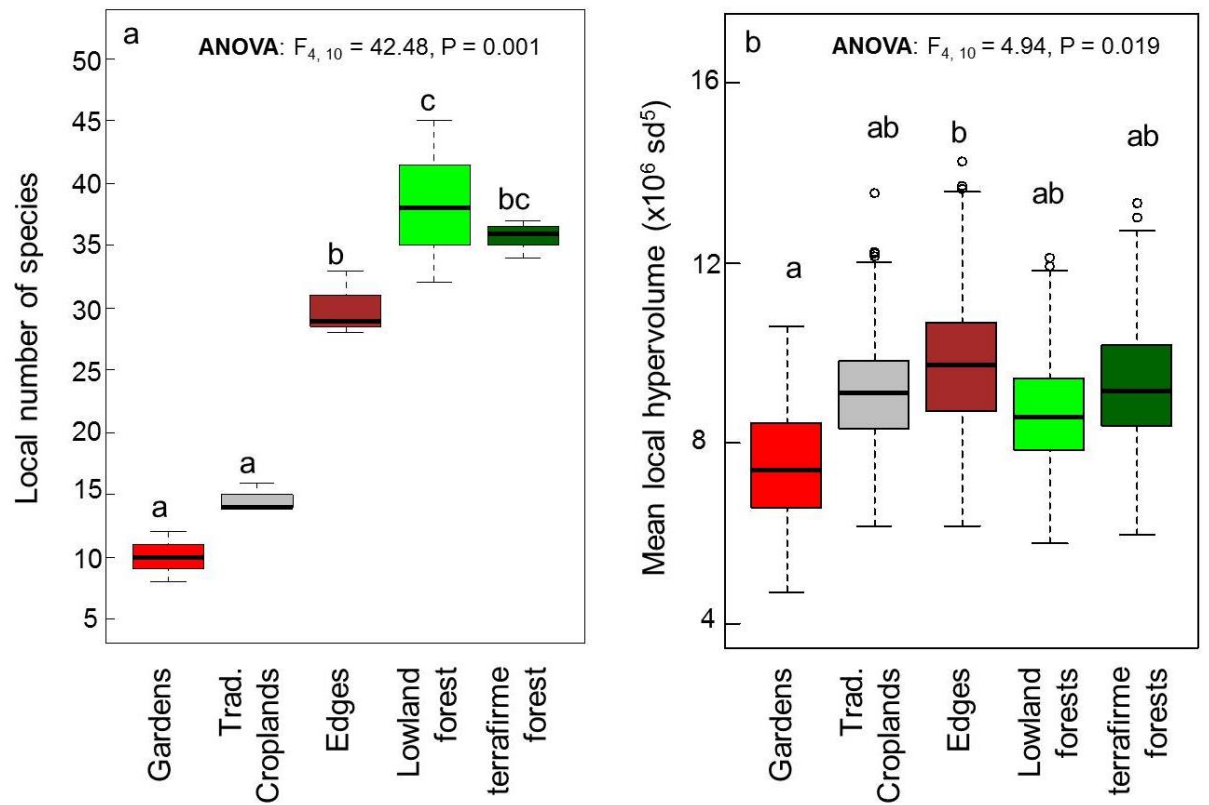 a
ANOVA: F4, 10 = 42.48, P = 0.001
Local number of species
50
45
40
35
30
25
20
15
10
5
a
a
b
c
bc
Gardens
Trad.
Croplands
Edges
Lowland
forest
terrafirme
forest
b
ANOVA: F4, 10 = 4.94, P = 0.019
Mean local hypervolume (x10⁶ sd⁵)
16
12
8
4
a
ab
b
ab
ab
Gardens
Trad.
Croplands
Edges
Lowland
forests
terrafirme
forests